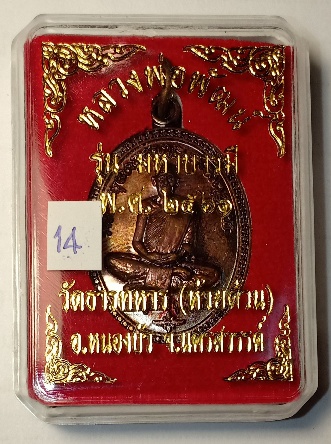 หลวงพ่อพัฒน์
รุ่น มหาบารมี
พ.ศ. ๒๕๖๑
14
วัดธารทหาร (ห้วยด้วน)
อ.หนองบัว จ.นครสวรรค์